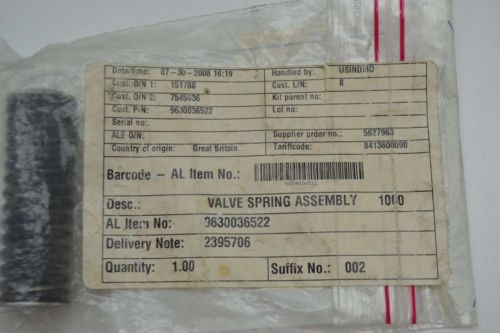 Date/time: 07-30-2008 16:19 Handled by: USINDMD
Cust. O/N 1: 151788 Cust. L/N: 8
Cust. O/N 2: 7545636 Kit parent no:
Cust. P/N: 9630036522 Lot no:
Serial no:
ALE O/N: Supplier order no.: 5627963
Country of origin: Great Britain Tariffcode: 8413600090
Barcode - AL Item No.:
Desc.: VALVE SPRING ASSEMBLY 1000
AL Item No: 9630036522
Delivery Note: 2395706
Quantity: 1.00 Suffix No.: 002